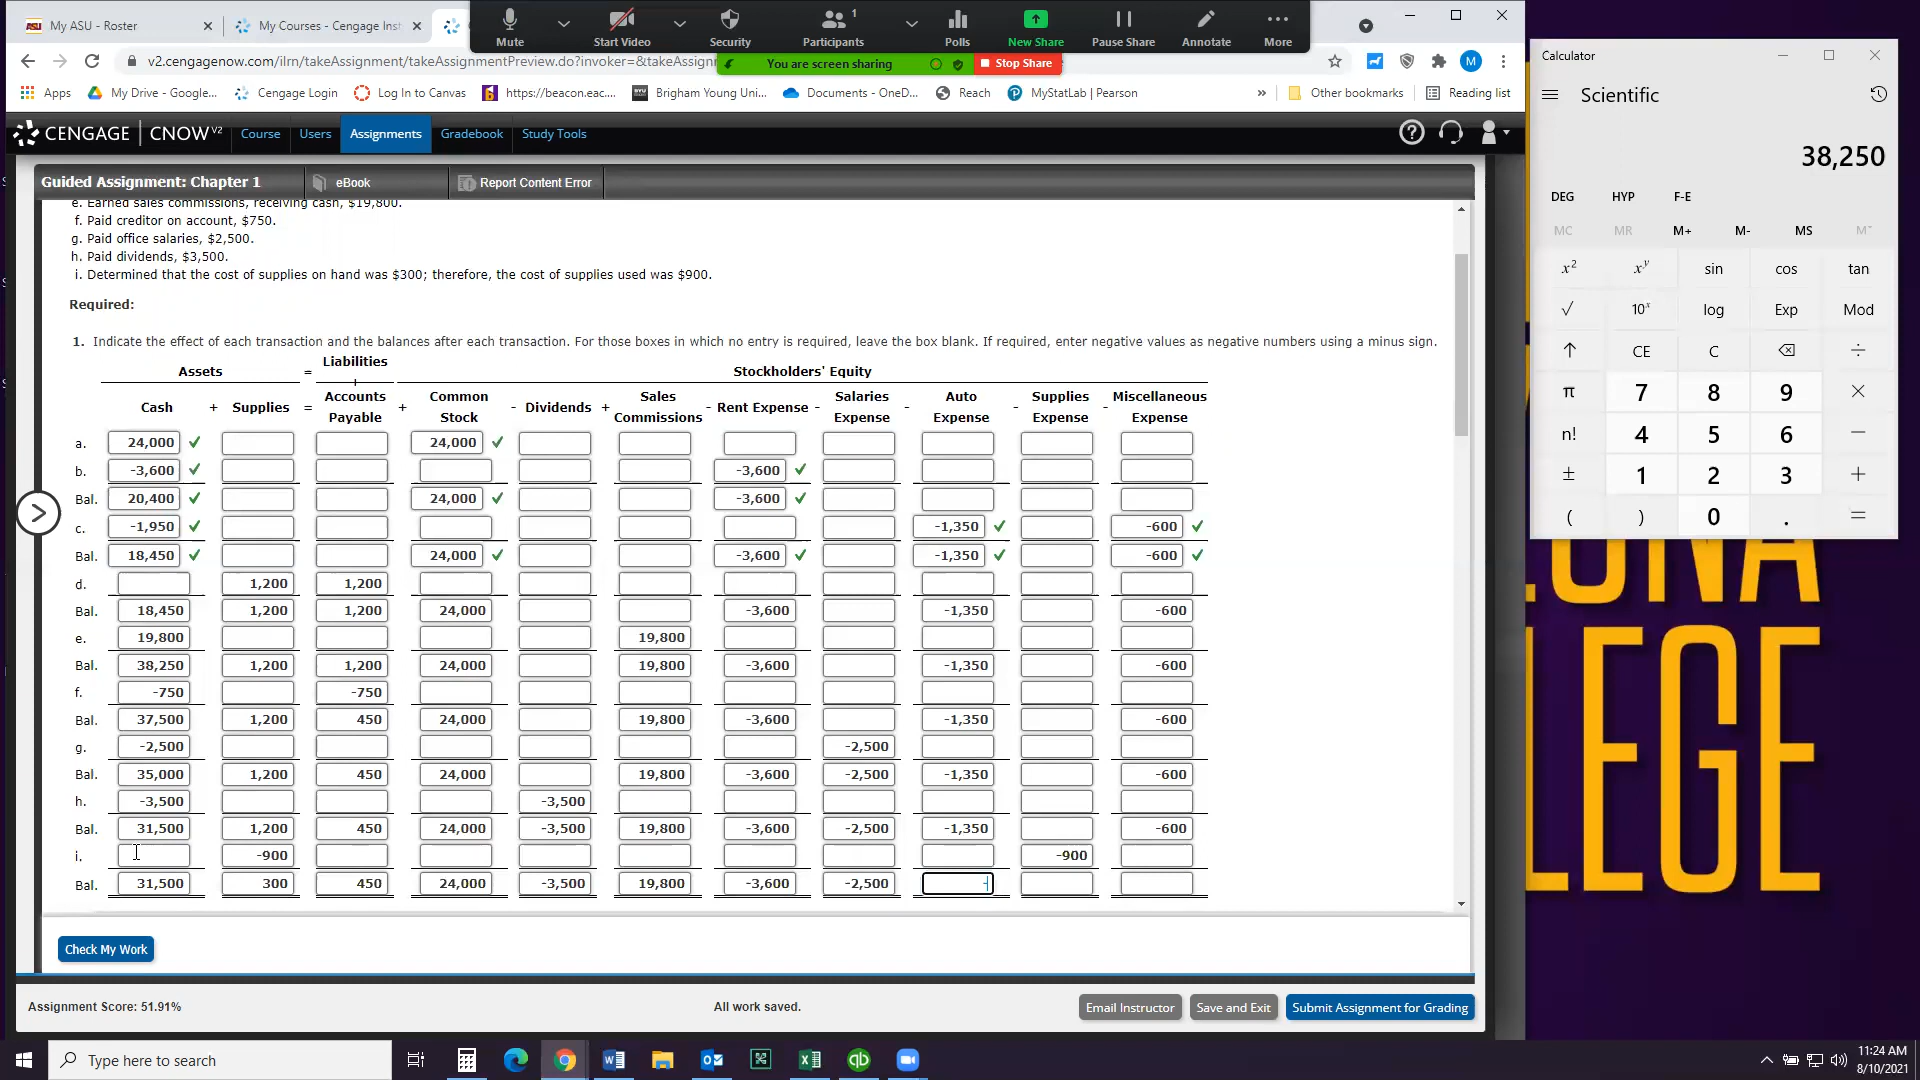 My ASU - Roster
My Courses - Cengage Inst
Mute
Start Video
Security
1
Participants
Polls
New Share
Pause Share
Annotate
More
v2.cengagenow.com/ilrn/takeAssignment/takeAssignmentPreview.do?invoker=&takeAssignm
You are screen sharing
Stop Share
M
Apps
My Drive - Google...
Cengage Login
Log In to Canvas
https://beacon.eac....
BYU
Brigham Young Uni...
Documents - OneD...
Reach
MyStatLab | Pearson
»
Other bookmarks
Reading list
CENGAGE | CNOWV2
Course
Users
Assignments
Gradebook
Study Tools
Guided Assignment: Chapter 1
eBook
Report Content Error
e. Earned sales commissions, receiving cash, $19,800.
f. Paid creditor on account, $750.
g. Paid office salaries, $2,500.
h. Paid dividends, $3,500.
i. Determined that the cost of supplies on hand was $300; therefore, the cost of supplies used was $900.
Required:
1. Indicate the effect of each transaction and the balances after each transaction. For those boxes in which no entry is required, leave the box blank. If required, enter negative values as negative numbers using a minus sign.
Assets = Liabilities + Stockholders' Equity
Cash + Supplies = Accounts Payable + Common Stock - Dividends + Sales Commissions - Rent Expense - Salaries Expense - Auto Expense - Supplies Expense - Miscellaneous Expense
a. 24,000 24,000
b. -3,600 -3,600
Bal. 20,400 24,000 -3,600
c. -1,950 -1,350 -600
Bal. 18,450 24,000 -3,600 -1,350 -600
d. 1,200 1,200
Bal. 18,450 1,200 1,200 24,000 -3,600 -1,350 -600
e. 19,800 19,800
Bal. 38,250 1,200 1,200 24,000 19,800 -3,600 -1,350 -600
f. -750 -750
Bal. 37,500 1,200 450 24,000 19,800 -3,600 -1,350 -600
g. -2,500 -2,500
Bal. 35,000 1,200 450 24,000 19,800 -3,600 -2,500 -1,350 -600
h. -3,500 -3,500
Bal. 31,500 1,200 450 24,000 -3,500 19,800 -3,600 -2,500 -1,350 -600
i. -900 -900
Bal. 31,500 300 450 24,000 -3,500 19,800 -3,600 -2,500 -
Check My Work
Assignment Score: 51.91%
All work saved.
Email Instructor
Save and Exit
Submit Assignment for Grading
Calculator
Scientific
38,250
DEG HYP F-E
MC MR M+ M- MS M˅
x² xʸ sin cos tan
√ 10ˣ log Exp Mod
↑ CE C ⌫ ÷
π 7 8 9 ×
n! 4 5 6 −
± 1 2 3 +
( ) 0 . =
LEGE
Type here to search
11:24 AM
8/10/2021